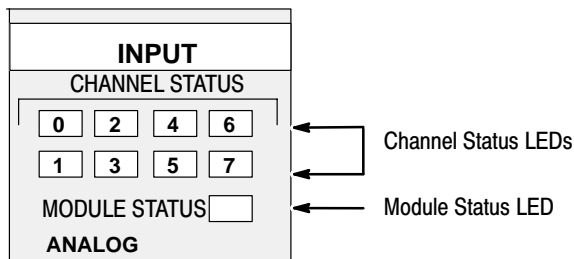 INPUT
CHANNEL STATUS
0 2 4 6
1 3 5 7
Channel Status LEDs
MODULE STATUS
Module Status LED
ANALOG